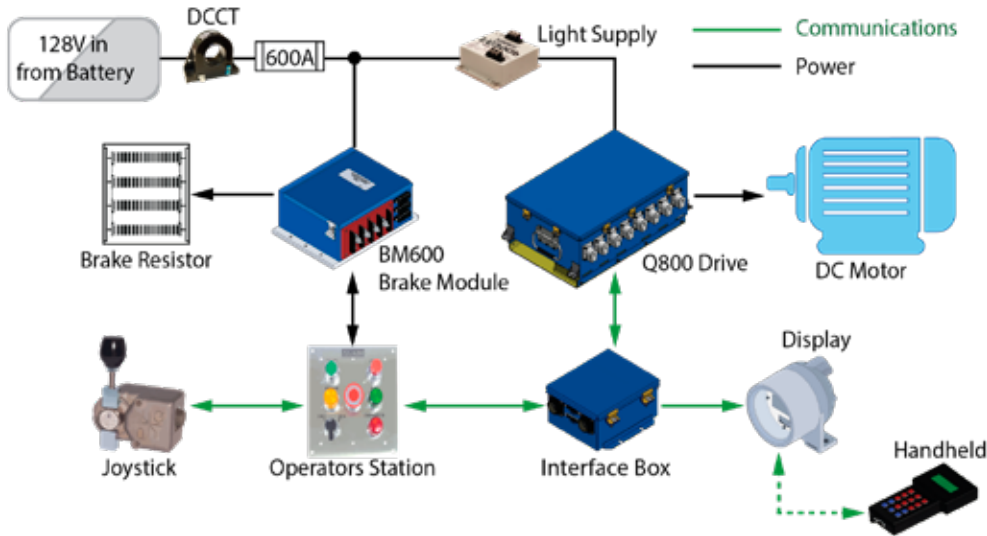 DCCT
128V in
from Battery
600A
Light Supply
Communications
Power
Brake Resistor
BM600
Brake Module
Q800 Drive
DC Motor
Display
Joystick
Operators Station
Interface Box
Handheld